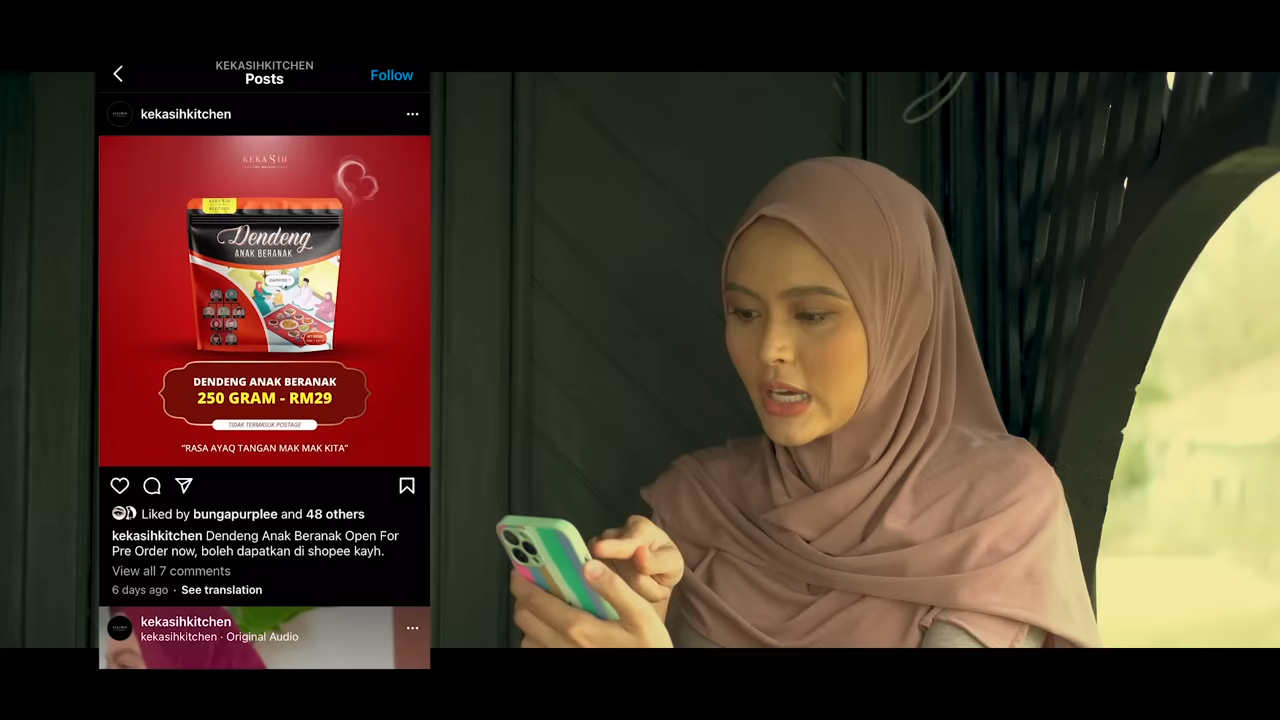 KEKASIHKITCHEN
Posts
Follow
kekasihkitchen
KEKASIH
Dendeng
ANAK BERANAK
DENDENG ANAK BERANAK
250 GRAM - RM29
TIDAK TERMASUK POSTAGE
"RASA AYAQ TANGAN MAK MAK KITA"
Liked by bungapurplee and 48 others
kekasihkitchen Dendeng Anak Beranak Open For
Pre Order now, boleh dapatkan di shopee kayh.
View all 7 comments
6 days ago · See translation
kekasihkitchen
kekasihkitchen · Original Audio